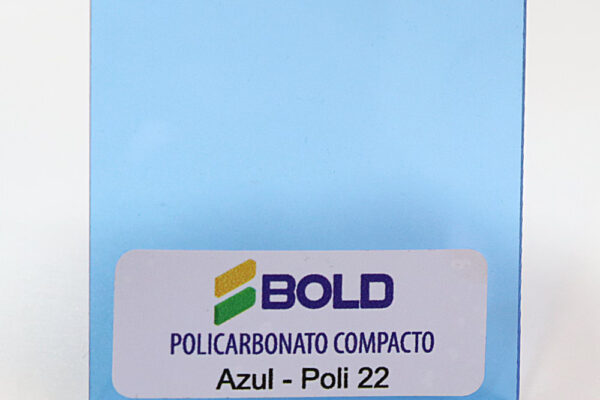 BOLD
POLICARBONATO COMPACTO
Azul - Poli 22